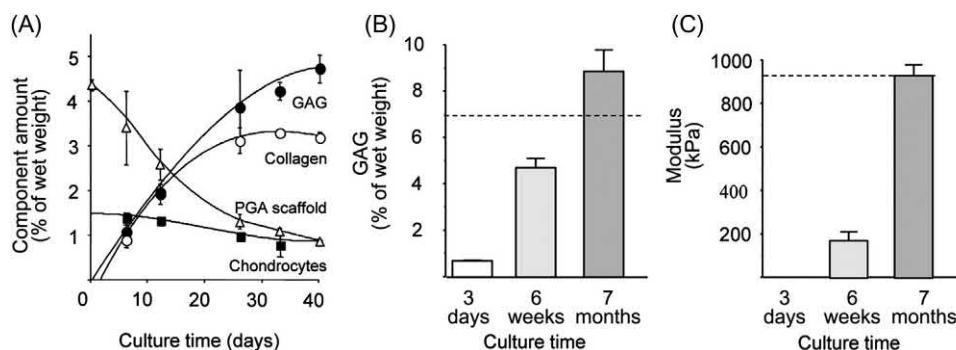 (A)
Component amount
(% of wet weight)
5
4
3
2
1
GAG
Collagen
PGA scaffold
Chondrocytes
0
10
20
30
40
Culture time (days)
(B)
GAG
(% of wet weight)
10
8
6
4
2
3
days
6
weeks
7
months
Culture time
(C)
Modulus
(kPa)
1000
800
600
400
200
3
days
6
weeks
7
months
Culture time